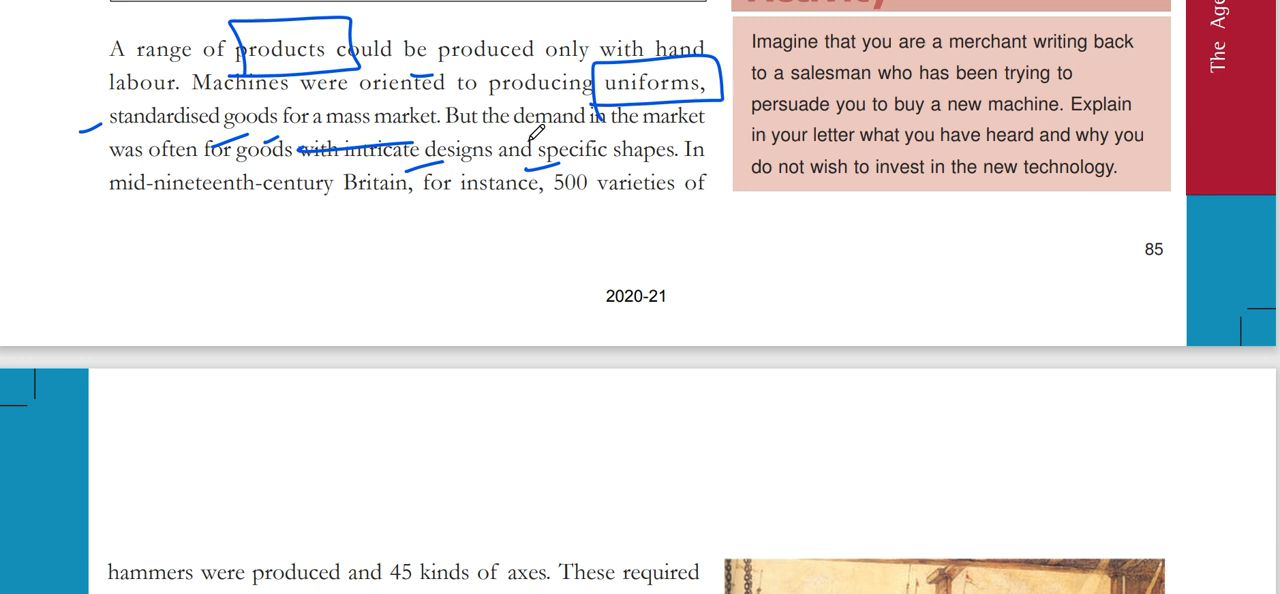 A range of products could be produced only with hand
labour. Machines were oriented to producing uniforms,
standardised goods for a mass market. But the demand in the market
was often for goods with intricate designs and specific shapes. In
mid-nineteenth-century Britain, for instance, 500 varieties of
Imagine that you are a merchant writing back
to a salesman who has been trying to
persuade you to buy a new machine. Explain
in your letter what you have heard and why you
do not wish to invest in the new technology.
The Age
85
2020-21
hammers were produced and 45 kinds of axes. These required